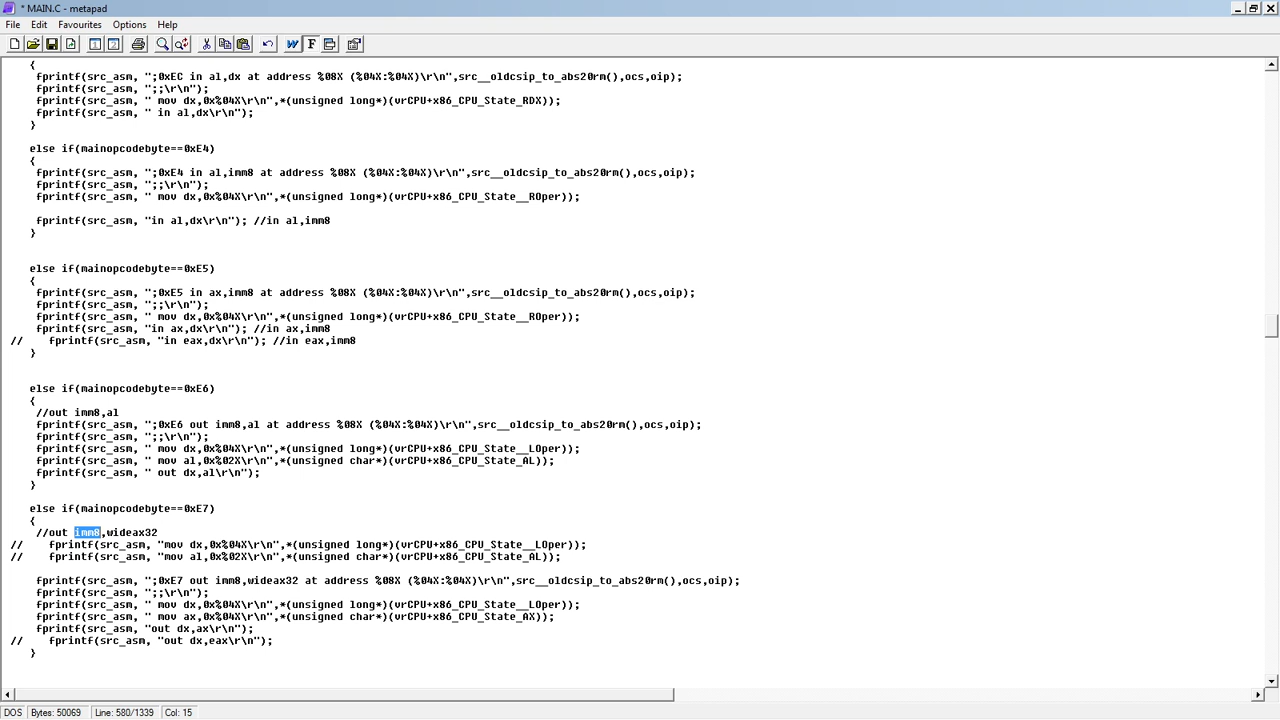 * MAIN.C - metapad
File Edit Favourites Options Help
{
fprintf(src_asm, ";0xEC in al,dx at address %08X (%04X:%04X)\r\n",src__oldcsip_to_abs20rm(),ocs,oip);
fprintf(src_asm, ";;\r\n");
fprintf(src_asm, " mov dx,0x%04X\r\n",*(unsigned long*)(vrCPU+x86_CPU_State_RDX));
fprintf(src_asm, " in al,dx\r\n");
}
else if(mainopcodebyte==0xE4)
{
fprintf(src_asm, ";0xE4 in al,imm8 at address %08X (%04X:%04X)\r\n",src__oldcsip_to_abs20rm(),ocs,oip);
fprintf(src_asm, ";;\r\n");
fprintf(src_asm, " mov dx,0x%04X\r\n",*(unsigned long*)(vrCPU+x86_CPU_State__ROper));
fprintf(src_asm, "in al,dx\r\n"); //in al,imm8
}
else if(mainopcodebyte==0xE5)
{
fprintf(src_asm, ";0xE5 in ax,imm8 at address %08X (%04X:%04X)\r\n",src__oldcsip_to_abs20rm(),ocs,oip);
fprintf(src_asm, ";;\r\n");
fprintf(src_asm, " mov dx,0x%04X\r\n",*(unsigned long*)(vrCPU+x86_CPU_State__ROper));
fprintf(src_asm, "in ax,dx\r\n"); //in ax,imm8
// fprintf(src_asm, "in eax,dx\r\n"); //in eax,imm8
}
else if(mainopcodebyte==0xE6)
{
//out imm8,al
fprintf(src_asm, ";0xE6 out imm8,al at address %08X (%04X:%04X)\r\n",src__oldcsip_to_abs20rm(),ocs,oip);
fprintf(src_asm, ";;\r\n");
fprintf(src_asm, " mov dx,0x%04X\r\n",*(unsigned long*)(vrCPU+x86_CPU_State__LOper));
fprintf(src_asm, " mov al,0x%02X\r\n",*(unsigned char*)(vrCPU+x86_CPU_State_AL));
fprintf(src_asm, " out dx,al\r\n");
}
else if(mainopcodebyte==0xE7)
{
//out imm8,wideax32
// fprintf(src_asm, "mov dx,0x%04X\r\n",*(unsigned long*)(vrCPU+x86_CPU_State__LOper));
// fprintf(src_asm, "mov al,0x%02X\r\n",*(unsigned char*)(vrCPU+x86_CPU_State_AL));
fprintf(src_asm, ";0xE7 out imm8,wideax32 at address %08X (%04X:%04X)\r\n",src__oldcsip_to_abs20rm(),ocs,oip);
fprintf(src_asm, ";;\r\n");
fprintf(src_asm, " mov dx,0x%04X\r\n",*(unsigned long*)(vrCPU+x86_CPU_State__LOper));
fprintf(src_asm, " mov ax,0x%04X\r\n",*(unsigned char*)(vrCPU+x86_CPU_State_AX));
fprintf(src_asm, "out dx,ax\r\n");
// fprintf(src_asm, "out dx,eax\r\n");
}
DOS Bytes: 50069 Line: 580/1339 Col: 15